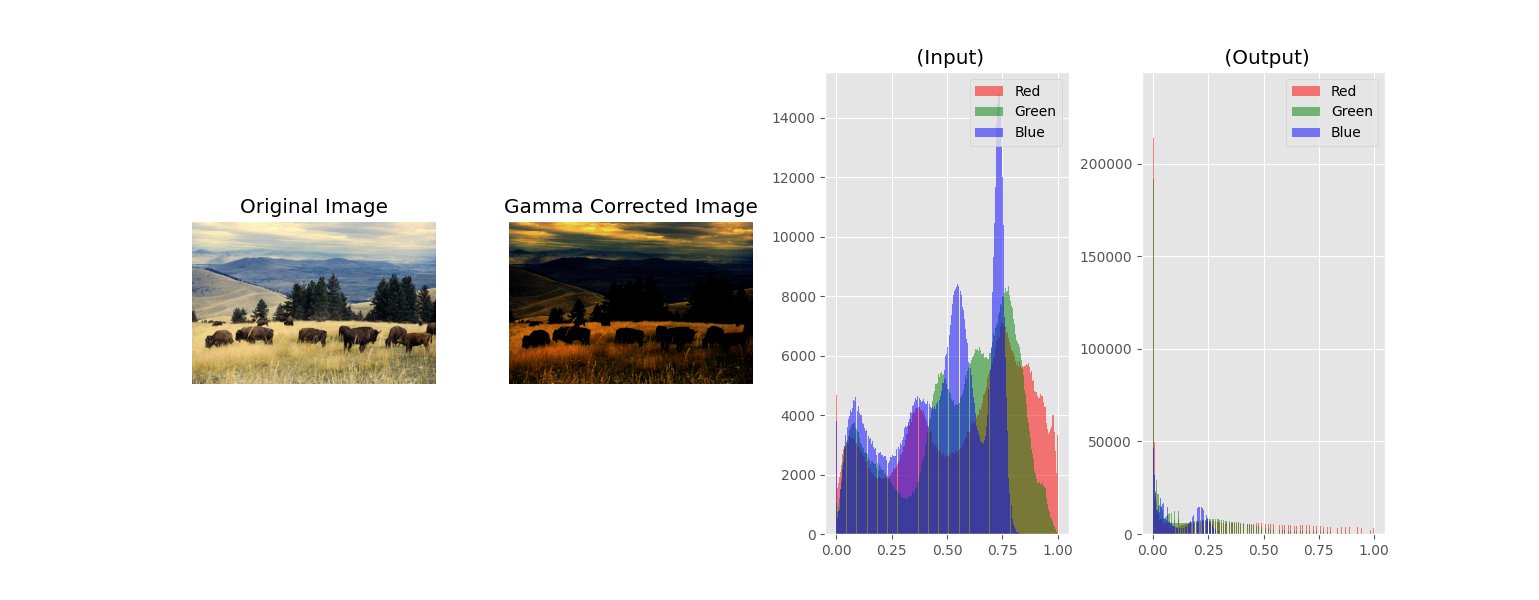 Original Image
Gamma Corrected Image
(Input)
Red
Green
Blue
14000
12000
10000
8000
6000
4000
2000
0
0.00 0.25 0.50 0.75 1.00
(Output)
Red
Green
Blue
200000
150000
100000
50000
0
0.00 0.25 0.50 0.75 1.00